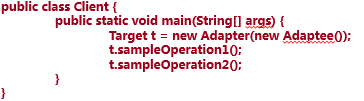 public class Client {
public static void main(String[] args) {
Target t = new Adapter(new Adaptee());
t.sampleOperation1();
t.sampleOperation2();
}
}